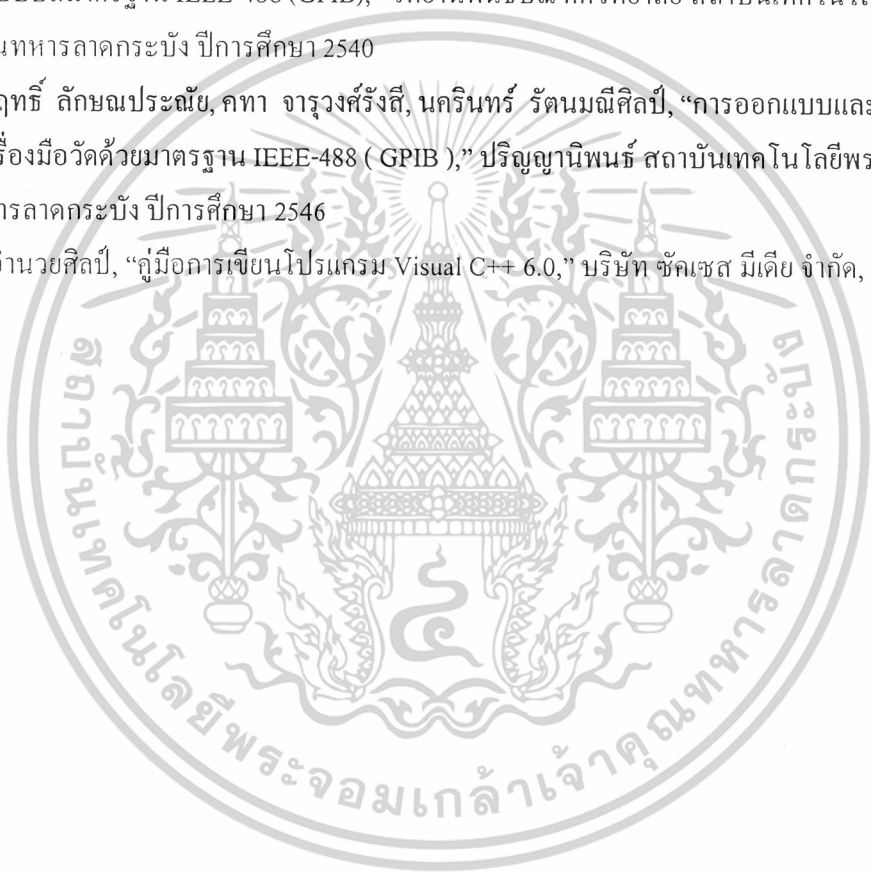 นทหารลาดกระบัง ปีการศึกษา 2540
ฤทธิ์ ลักษณประณัย, คทา จารุวงศ์รังสี, นครินทร์ รัตนมณีศิลป์, “การออกแบบและ
รื่องมือวัดด้วยมาตรฐาน IEEE-488 ( GPIB ),” ปริญญานิพนธ์ สถาบันเทคโนโลยีพร
ารลาดกระบัง ปีการศึกษา 2546
อำนวยศิลป์, “คู่มือการเขียนโปรแกรม Visual C++ 6.0,” บริษัท ซัคเซส มีเดีย จำกัด,
สถาบันเทคโนโลยีพระจอมเกล้าเจ้าคุณทหารลาดกระบัง